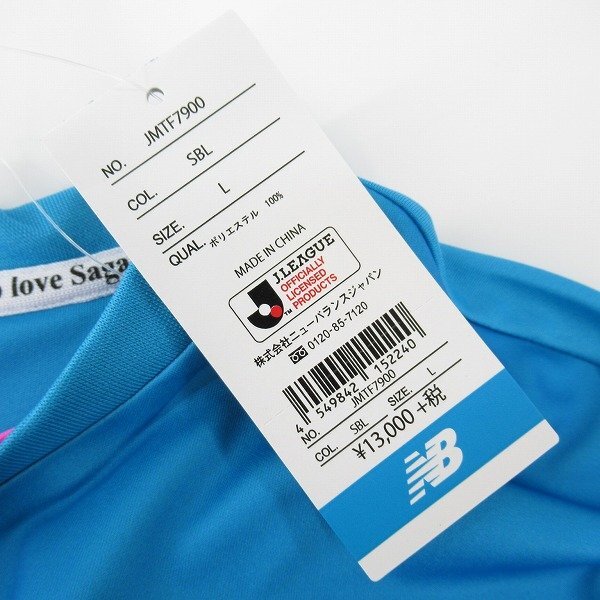 NO. JMTF7900
COL. SBL
SIZE. L
QUAL. ポリエステル 100%
MADE IN CHINA
J.LEAGUE
OFFICIALLY
LICENSED
PRODUCTS
TM
株式会社ニューバランスジャパン
0120-85-7120
4 549842 152240
NO. JMTF7900
COL. SBL SIZE. L
¥13,000 +税
NB
love Saga